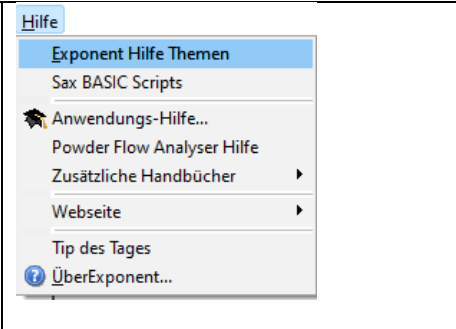 Hilfe
Exponent Hilfe Themen
Sax BASIC Scripts
Anwendungs-Hilfe...
Powder Flow Analyser Hilfe
Zusätzliche Handbücher
Webseite
Tip des Tages
ÜberExponent...